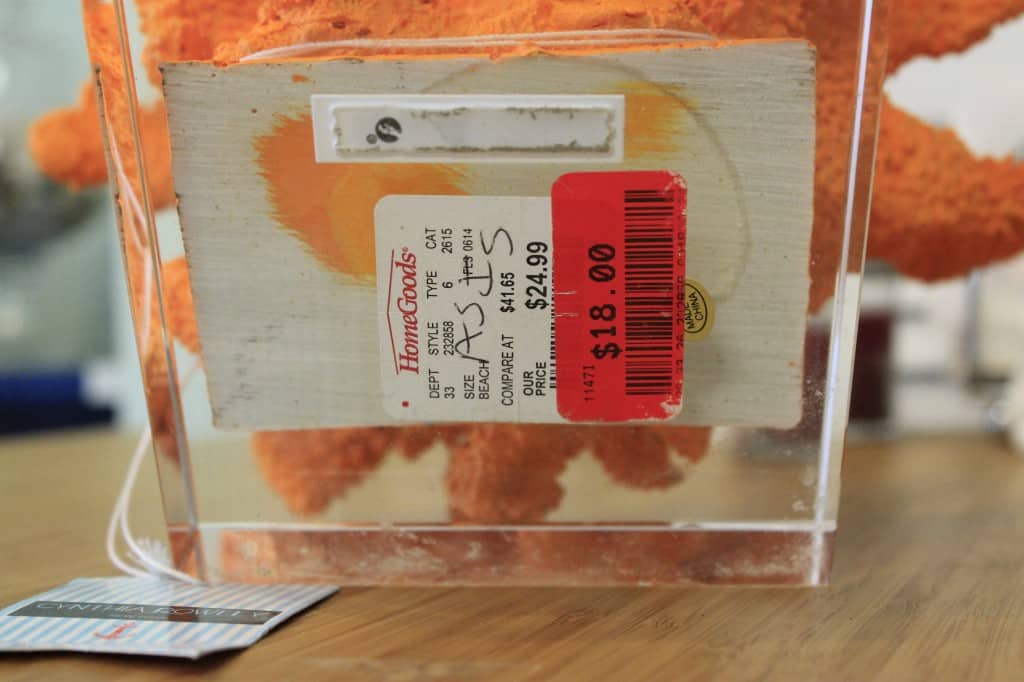 HomeGoods®
DEPT STYLE TYPE CAT
33 232858 6 2615
SIZE FLS 0614
BEACH
AS IS
COMPARE AT $41.65
OUR
PRICE $24.99
11471
$18.00
MADE
CHINA
CYNTHIA ROWLEY